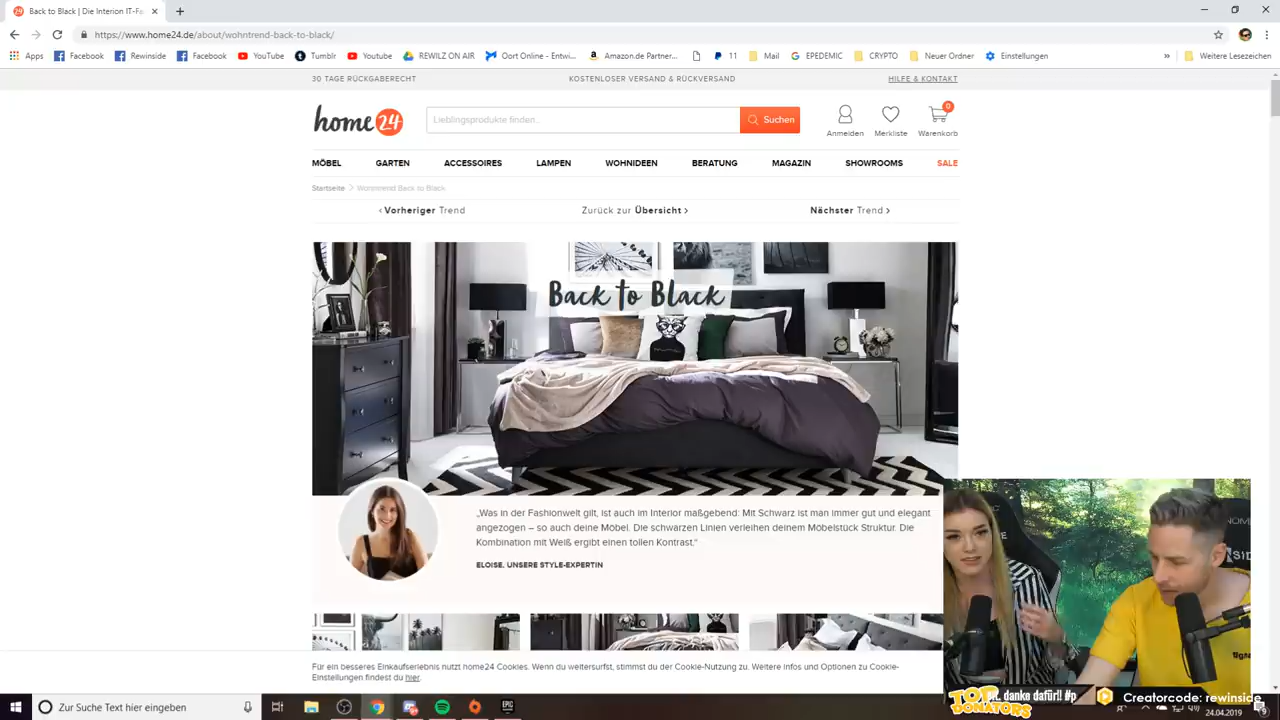 Back to Black | Die Interion IT-Fa
https://www.home24.de/about/wohntrend-back-to-black/
Apps Facebook Rewinside Facebook YouTube Tumblr Youtube REWILZ ON AIR Oort Online – Entwi... Amazon.de Partner... 11 Mail EPEDEMIC CRYPTO Neuer Ordner Einstellungen » Weitere Lesezeichen
30 TAGE RÜCKGABERECHT KOSTENLOSER VERSAND & RÜCKVERSAND HILFE & KONTAKT
home24 Lieblingsprodukte finden.. Suchen 0
Anmelden Merkliste Warenkorb
MÖBEL GARTEN ACCESSOIRES LAMPEN WOHNIDEEN BERATUNG MAGAZIN SHOWROOMS SALE
Startseite > Wohntrend Back to Black
‹ Vorheriger Trend Zurück zur Übersicht > Nächster Trend >
Back to Black
„Was in der Fashionwelt gilt, ist auch im Interior maßgebend: Mit Schwarz ist man immer gut und elegant
angezogen – so auch deine Möbel. Die schwarzen Linien verleihen deinem Möbelstück Struktur. Die
Kombination mit Weiß ergibt einen tollen Kontrast."
ELOISE, UNSERE STYLE-EXPERTIN
Für ein besseres Einkaufserlebnis nutzt home24 Cookies. Wenn du weitersurfst, stimmst du der Cookie-Nutzung zu. Weitere Infos und Optionen zu Cookie-
Einstellungen findest du hier.
TOP DONATORS
danke dafür!! #p
Creatorcode: rewinside
Zur Suche Text hier eingeben
24.04.2019